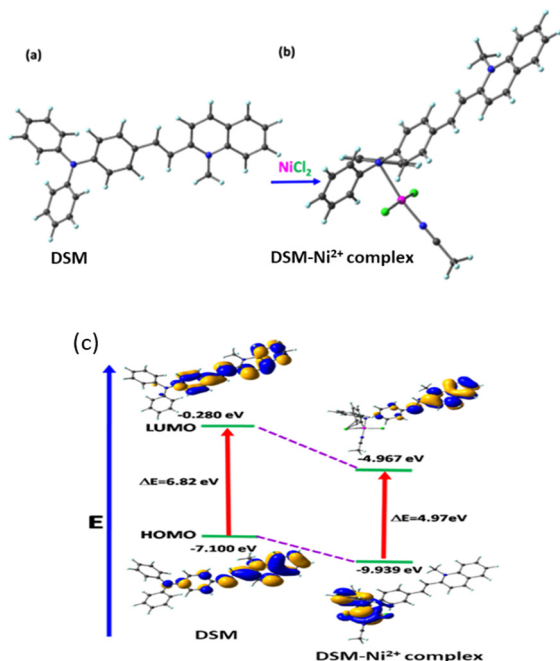 (a)
(b)
NiCl2
DSM
DSM-Ni²⁺ complex
(c)
E
-0.280 eV
LUMO
-4.967 eV
ΔE=6.82 eV
ΔE=4.97eV
HOMO
-7.100 eV
-9.939 eV
DSM
DSM-Ni²⁺ complex